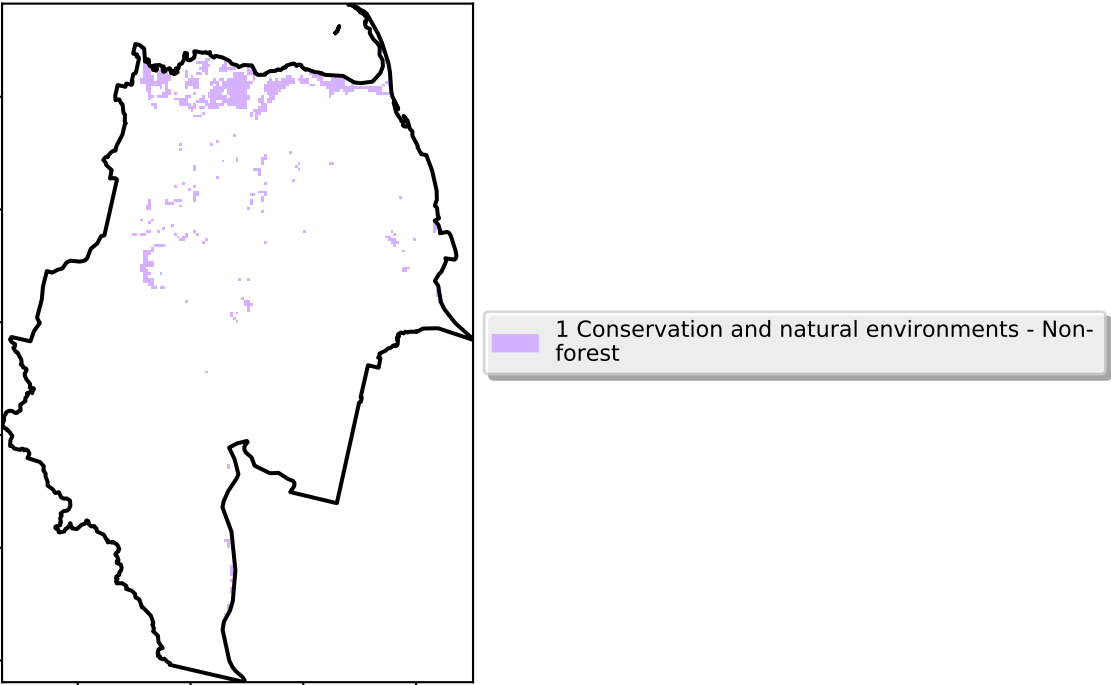 1 Conservation and natural environments - Non-
forest